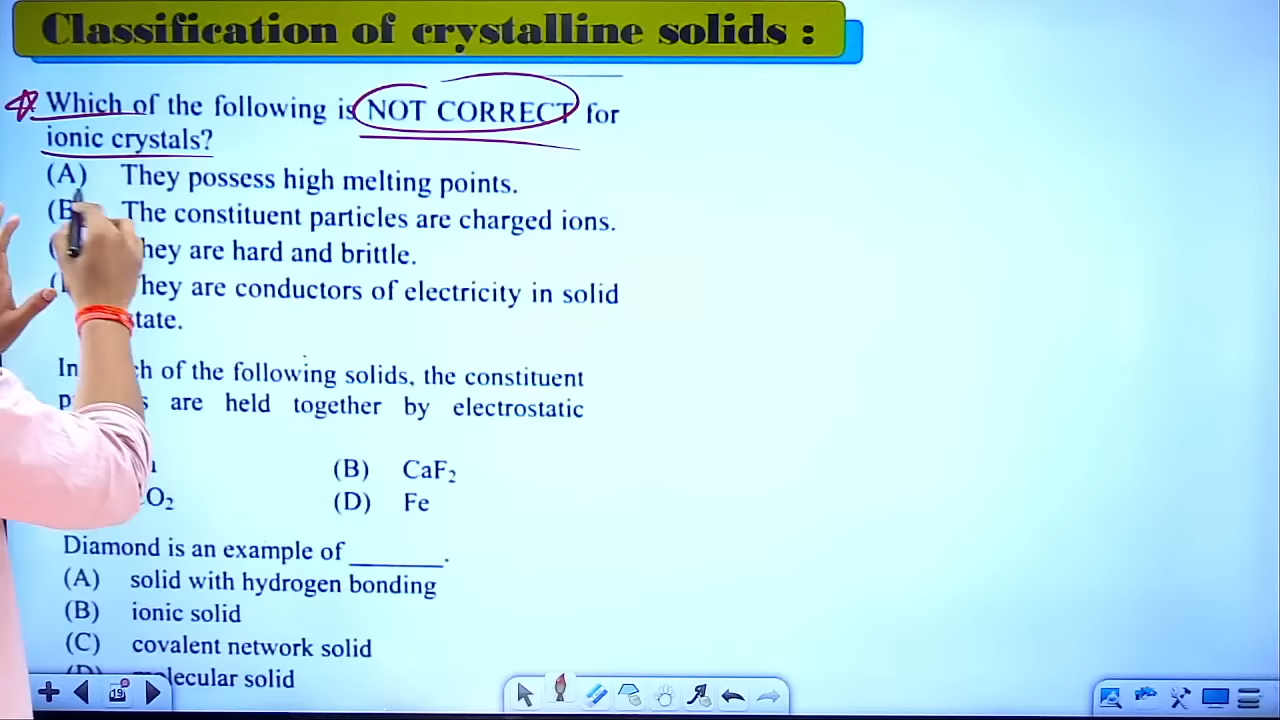 Classification of crystalline solids :
Which of the following is NOT CORRECT for
ionic crystals?
(A) They possess high melting points.
(B The constituent particles are charged ions.
hey are hard and brittle.
hey are conductors of electricity in solid
tate.
In ch of the following solids, the constituent
p s are held together by electrostatic
(B) CaF₂
O₂ (D) Fe
Diamond is an example of ______.
(A) solid with hydrogen bonding
(B) ionic solid
(C) covalent network solid
(D) molecular solid
19